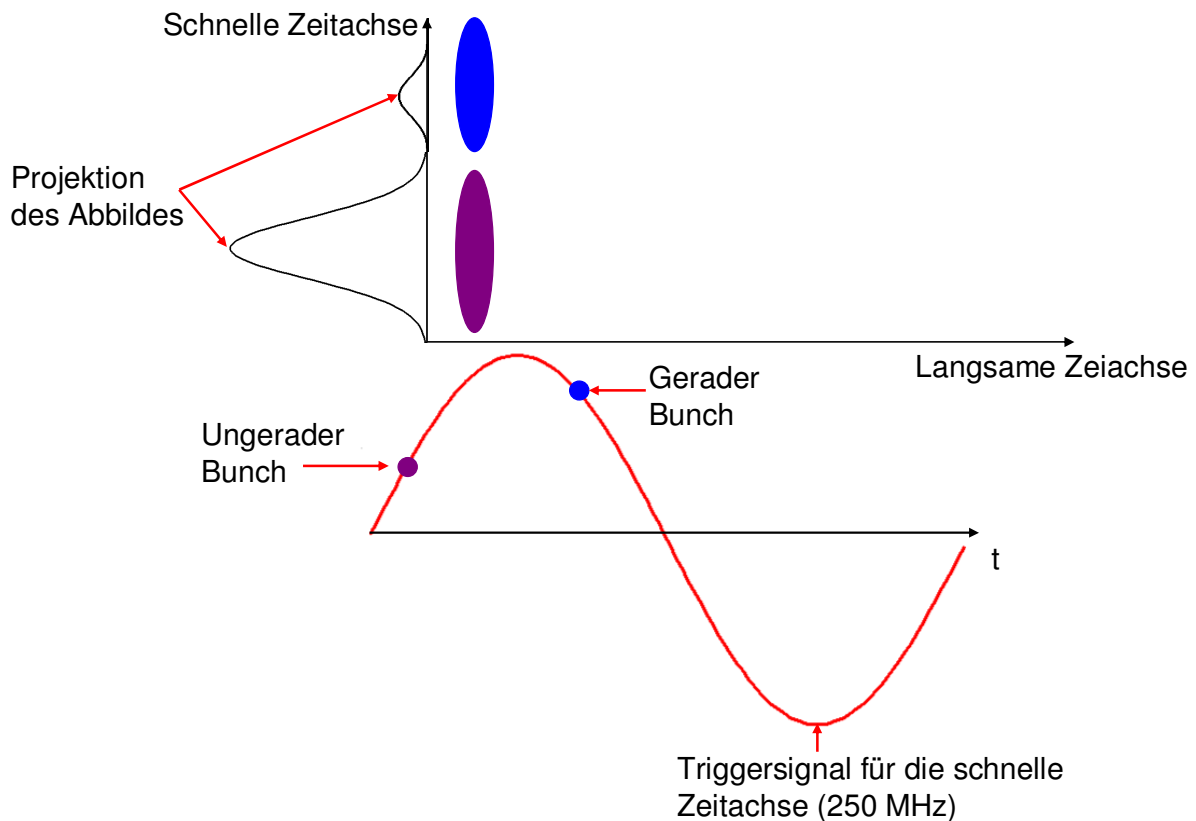 Schnelle Zeitachse
Projektion
des Abbildes
Langsame Zeiachse
Gerader
Bunch
Ungerader
Bunch
t
Triggersignal für die schnelle
Zeitachse (250 MHz)